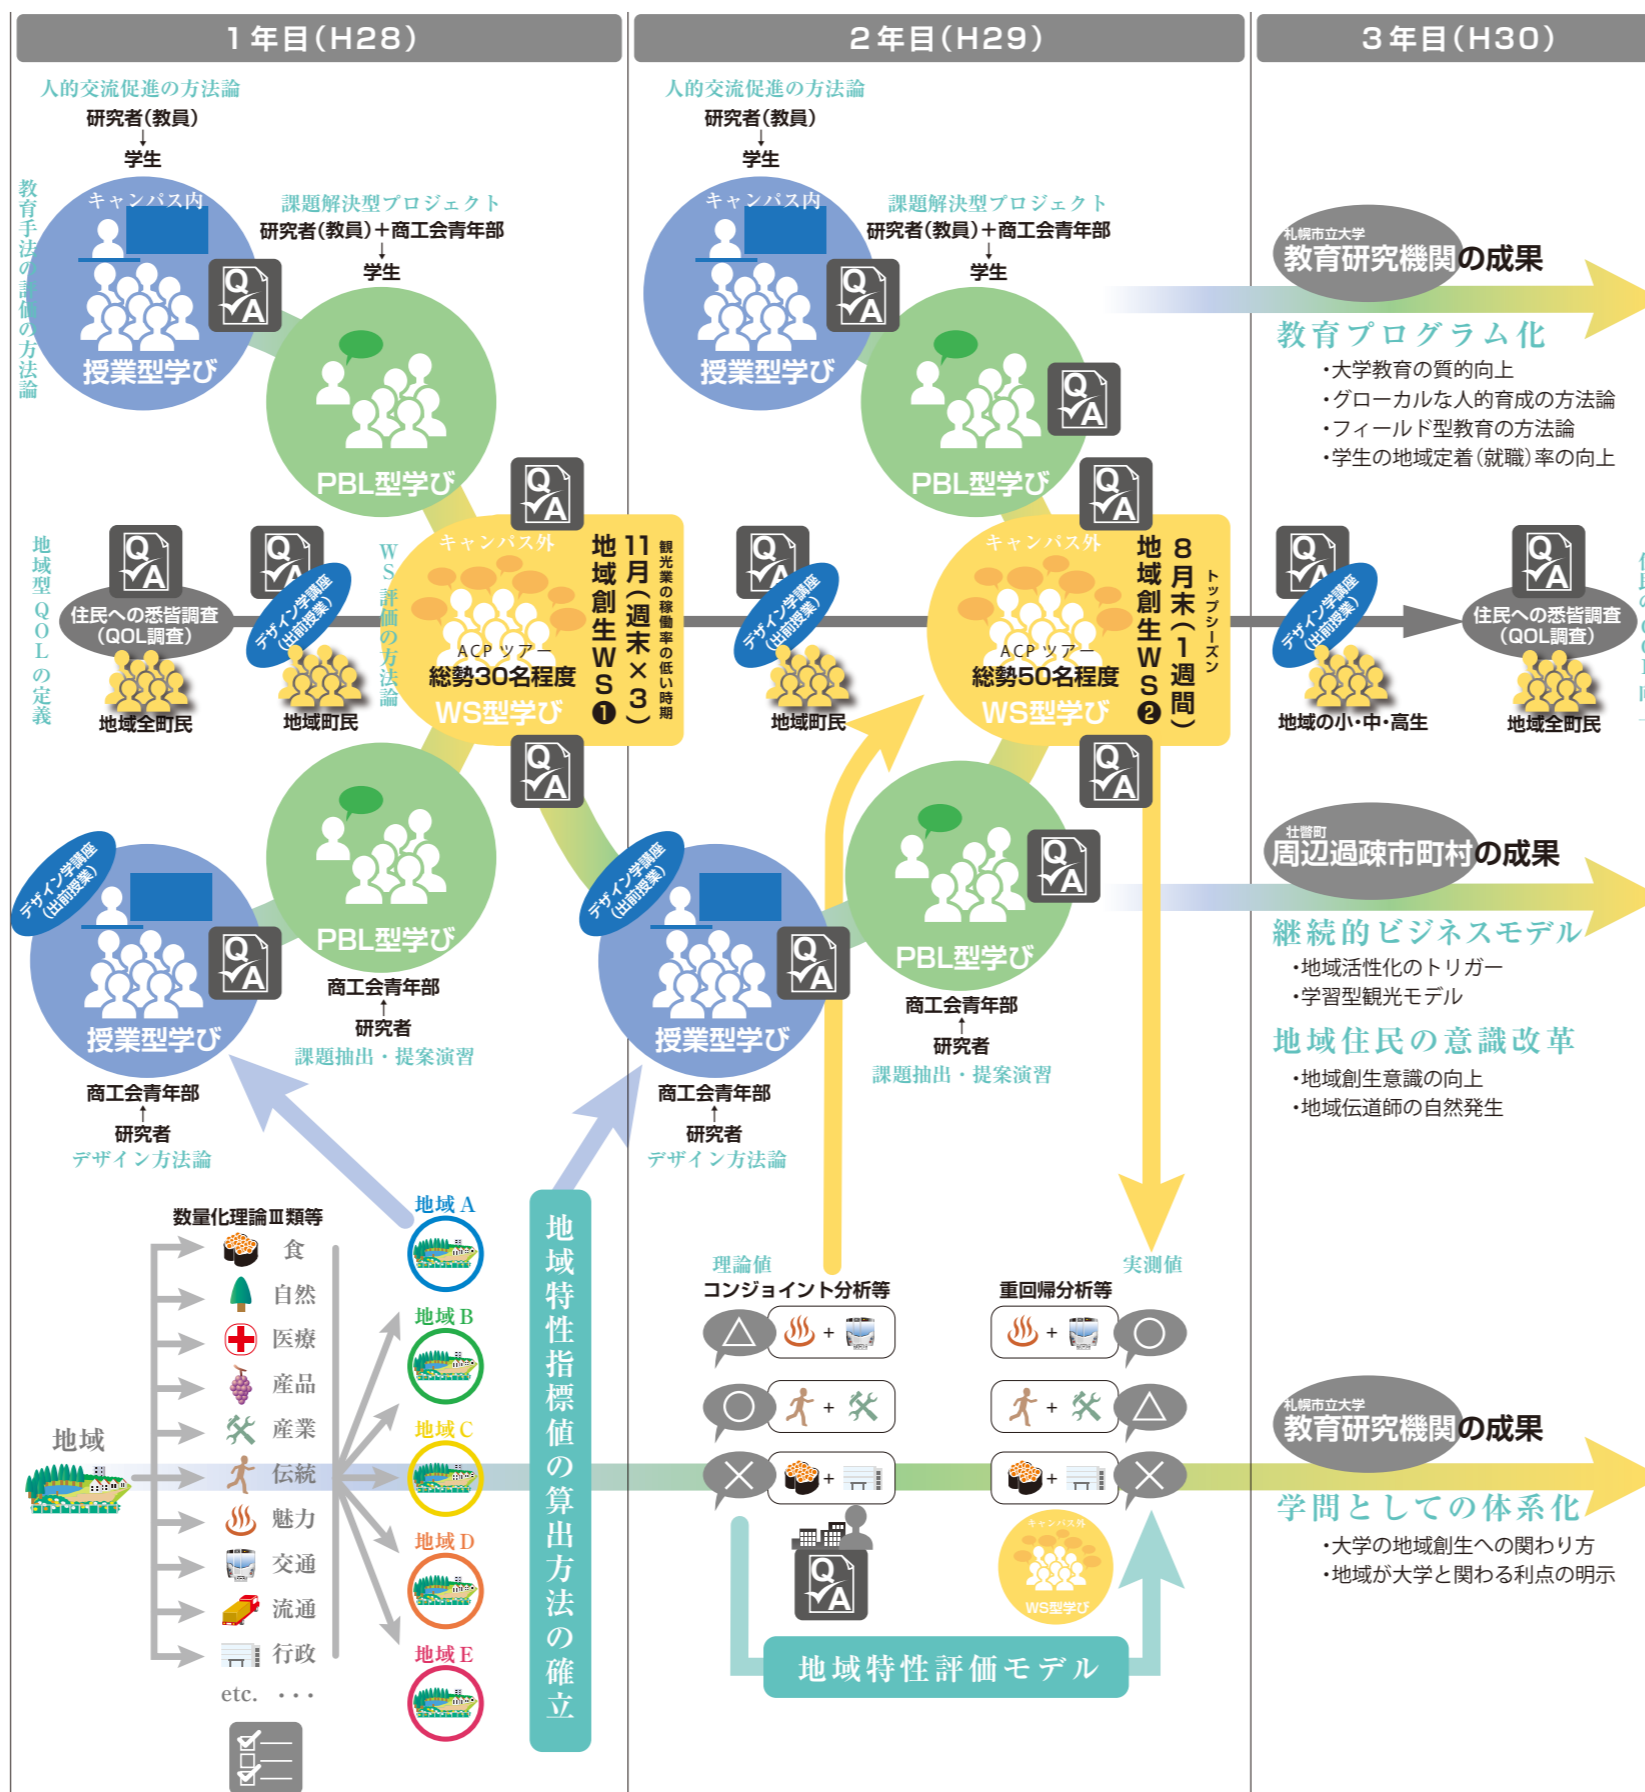 1年目(H28)
2年目(H29)
3年目(H30)
人的交流促進の方法論
研究者(教員)
学生
教育手法の評価の方法論
キャンパス内
授業型学び
Q A
課題解決型プロジェクト
研究者(教員)＋商工会青年部
学生
PBL型学び
Q A
地域型QOLの定義
Q A
住民への悉皆調査
(QOL調査)
地域全町民
Q A
デザイン学講座
(出前授業)
地域町民
WS評価の方法論
キャンパス外
ACPツアー
総勢30名程度
WS型学び
地域創生WS❶
11月(週末×3)
観光業の稼働率の低い時期
Q A
PBL型学び
商工会青年部
研究者
課題抽出・提案演習
デザイン学講座
(出前授業)
Q A
授業型学び
商工会青年部
研究者
デザイン方法論
数量化理論Ⅲ類等
地域
食
自然
医療
産品
産業
伝統
魅力
交通
流通
行政
etc. ・・・
地域A
地域B
地域C
地域D
地域E
地域特性指標値の算出方法の確立
人的交流促進の方法論
研究者(教員)
学生
キャンパス内
授業型学び
Q A
課題解決型プロジェクト
研究者(教員)＋商工会青年部
学生
PBL型学び
Q A
Q A
Q A
デザイン学講座
(出前授業)
地域町民
キャンパス外
ACPツアー
総勢50名程度
WS型学び
地域創生WS❷
8月末(1週間)
トップシーズン
Q A
PBL型学び
Q A
商工会青年部
研究者
課題抽出・提案演習
デザイン学講座
(出前授業)
Q A
授業型学び
商工会青年部
研究者
デザイン方法論
理論値
コンジョイント分析等
実測値
重回帰分析等
△ + + ○
○ + + △
× + + ×
Q A
キャンパス外
WS型学び
地域特性評価モデル
札幌市立大学
教育研究機関の成果
教育プログラム化
・大学教育の質的向上
・グローカルな人的育成の方法論
・フィールド型教育の方法論
・学生の地域定着(就職)率の向上
Q A
デザイン学講座
(出前授業)
地域の小・中・高生
Q A
住民への悉皆調査
(QOL調査)
地域全町民
壮瞥町
周辺過疎市町村の成果
継続的ビジネスモデル
・地域活性化のトリガー
・学習型観光モデル
地域住民の意識改革
・地域創生意識の向上
・地域伝道師の自然発生
札幌市立大学
教育研究機関の成果
学問としての体系化
・大学の地域創生への関わり方
・地域が大学と関わる利点の明示